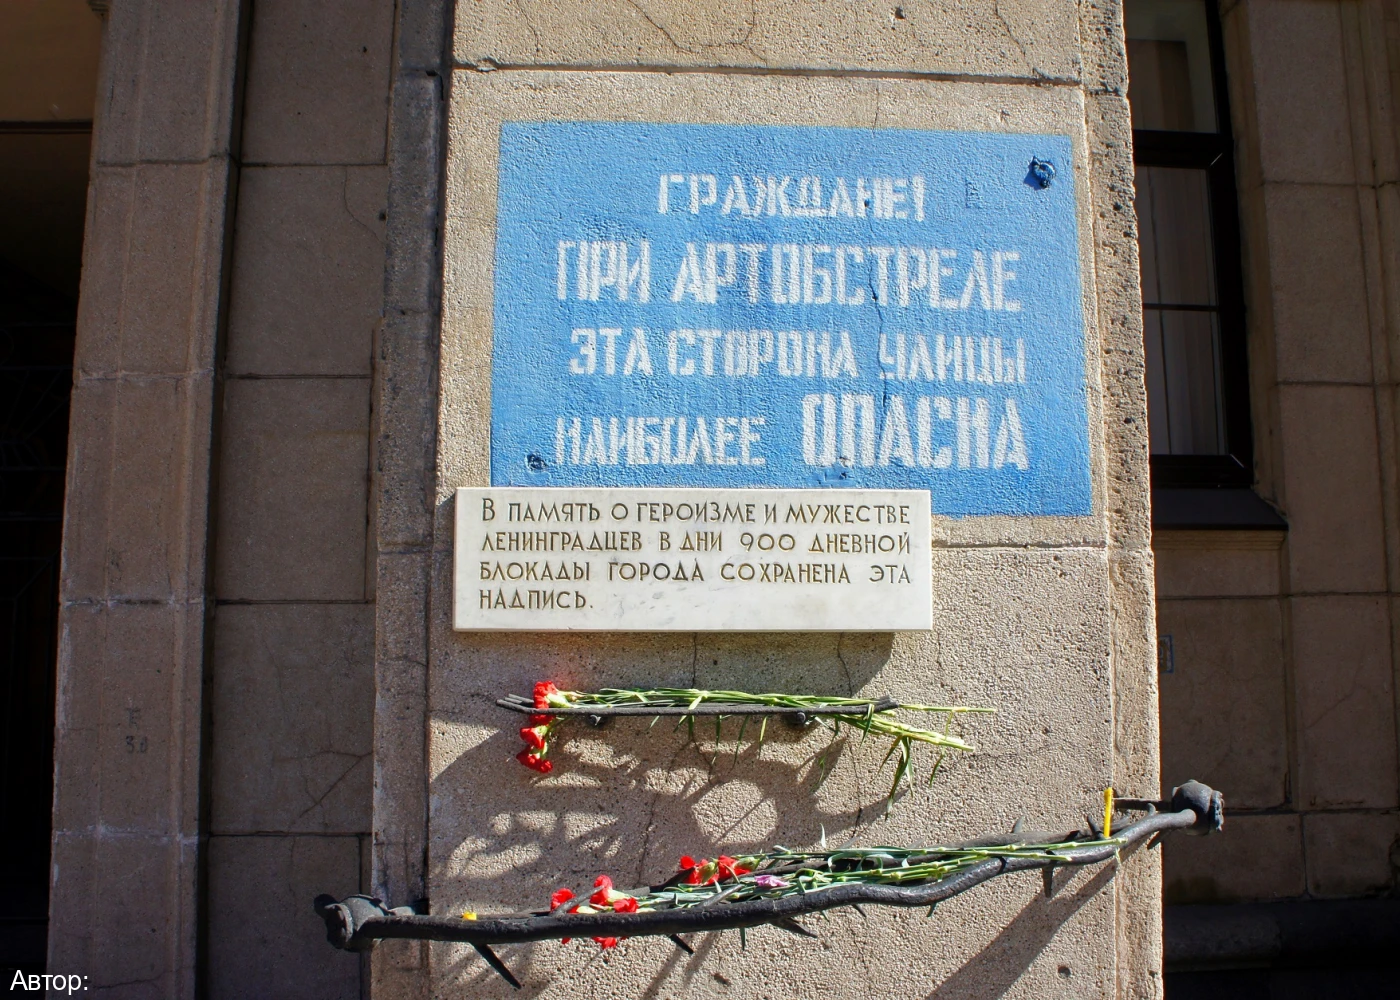 ГРАЖДАНЕ!
ПРИ АРТОБСТРЕЛЕ
ЭТА СТОРОНА УЛИЦЫ
НАИБОЛЕЕ ОПАСНА
В ПАМЯТЬ О ГЕРОИЗМЕ И МУЖЕСТВЕ
ЛЕНИНГРАДЦЕВ В ДНИ 900 ДНЕВНОЙ
БЛОКАДЫ ГОРОДА СОХРАНЕНА ЭТА
НАДПИСЬ.
Автор: